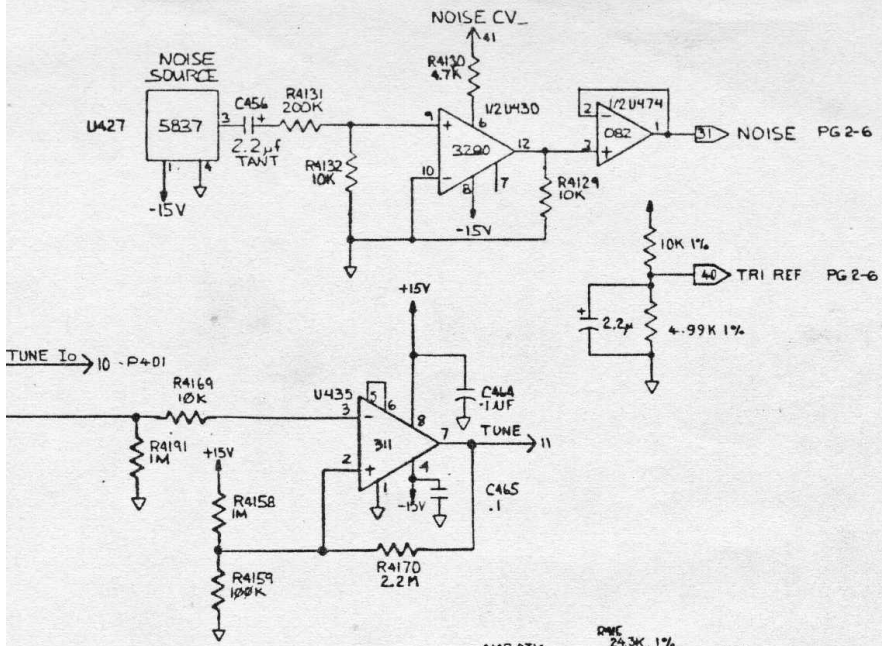 NOISE CV_
41
R4130
4.7K
NOISE
SOURCE
U427
5837
3
1
4
-15V
C456
+
2.2µf
TANT
R4131
200K
R4132
10K
9
+
10
-
6
1/2 U430
3280
12
7
8
-15V
R4129
10K
1/2 U474
2
-
082
3
+
1
31
NOISE PG 2-6
10K 1%
40
TRI REF PG 2-6
+
2.2µ
4.99K 1%
TUNE Io
10 -P401
R4169
10K
R4191
1M
+15V
U435
5
6
3
-
311
2
+
8
7
4
1
-15V
C464
.1UF
C465
.1
TUNE
11
+15V
R4158
1M
R4159
100K
R4170
2.2M
24.3K 1%